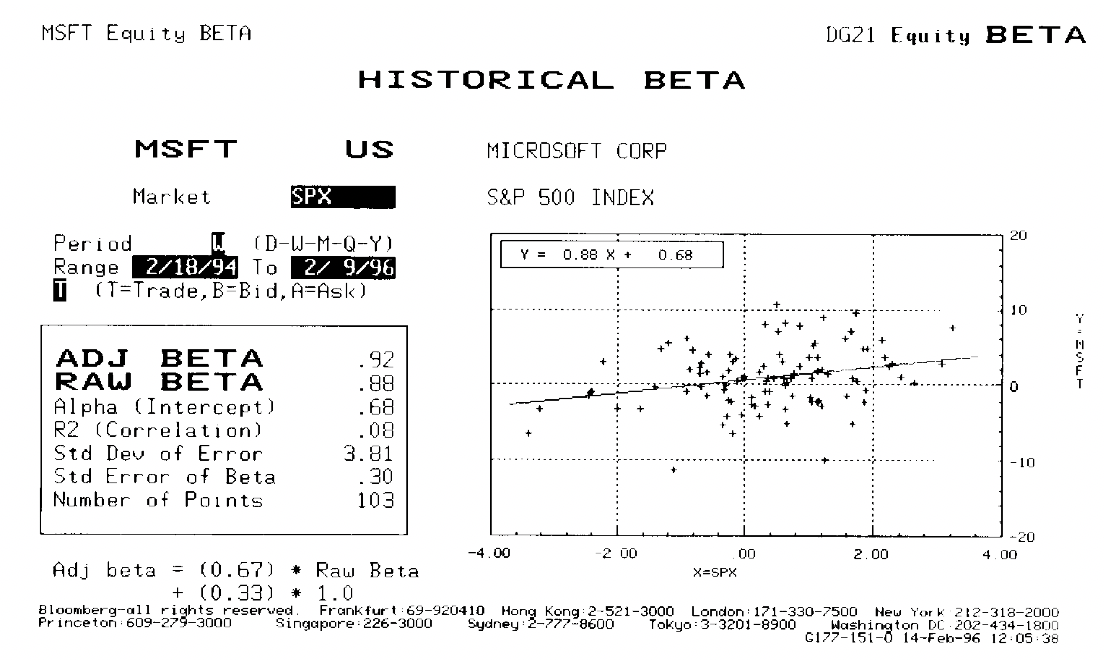 MSFT Equity BETA
DG21 Equity BETA
HISTORICAL BETA
MSFT US MICROSOFT CORP
Market SPX S&P 500 INDEX
Period W (D-W-M-Q-Y)
Range 2/18/94 To 2/ 9/96
T (T=Trade,B=Bid,A=Ask)
ADJ BETA .92
RAW BETA .88
Alpha (Intercept) .68
R2 (Correlation) .08
Std Dev of Error 3.81
Std Error of Beta .30
Number of Points 103
Adj beta = (0.67) * Raw Beta
+ (0.33) * 1.0
Y = 0.88 X + 0.68
20
10
0
-10
-20
Y=MSFT
-4.00 -2.00 .00 2.00 4.00
X=SPX
Bloomberg-all rights reserved. Frankfurt:69-920410 Hong Kong:2-521-3000 London:171-330-7500 New York:212-318-2000
Princeton:609-279-3000 Singapore:226-3000 Sydney:2-777-8600 Tokyo:3-3201-8900 Washington DC:202-434-1800
G177-151-0 14-Feb-96 12:05:38